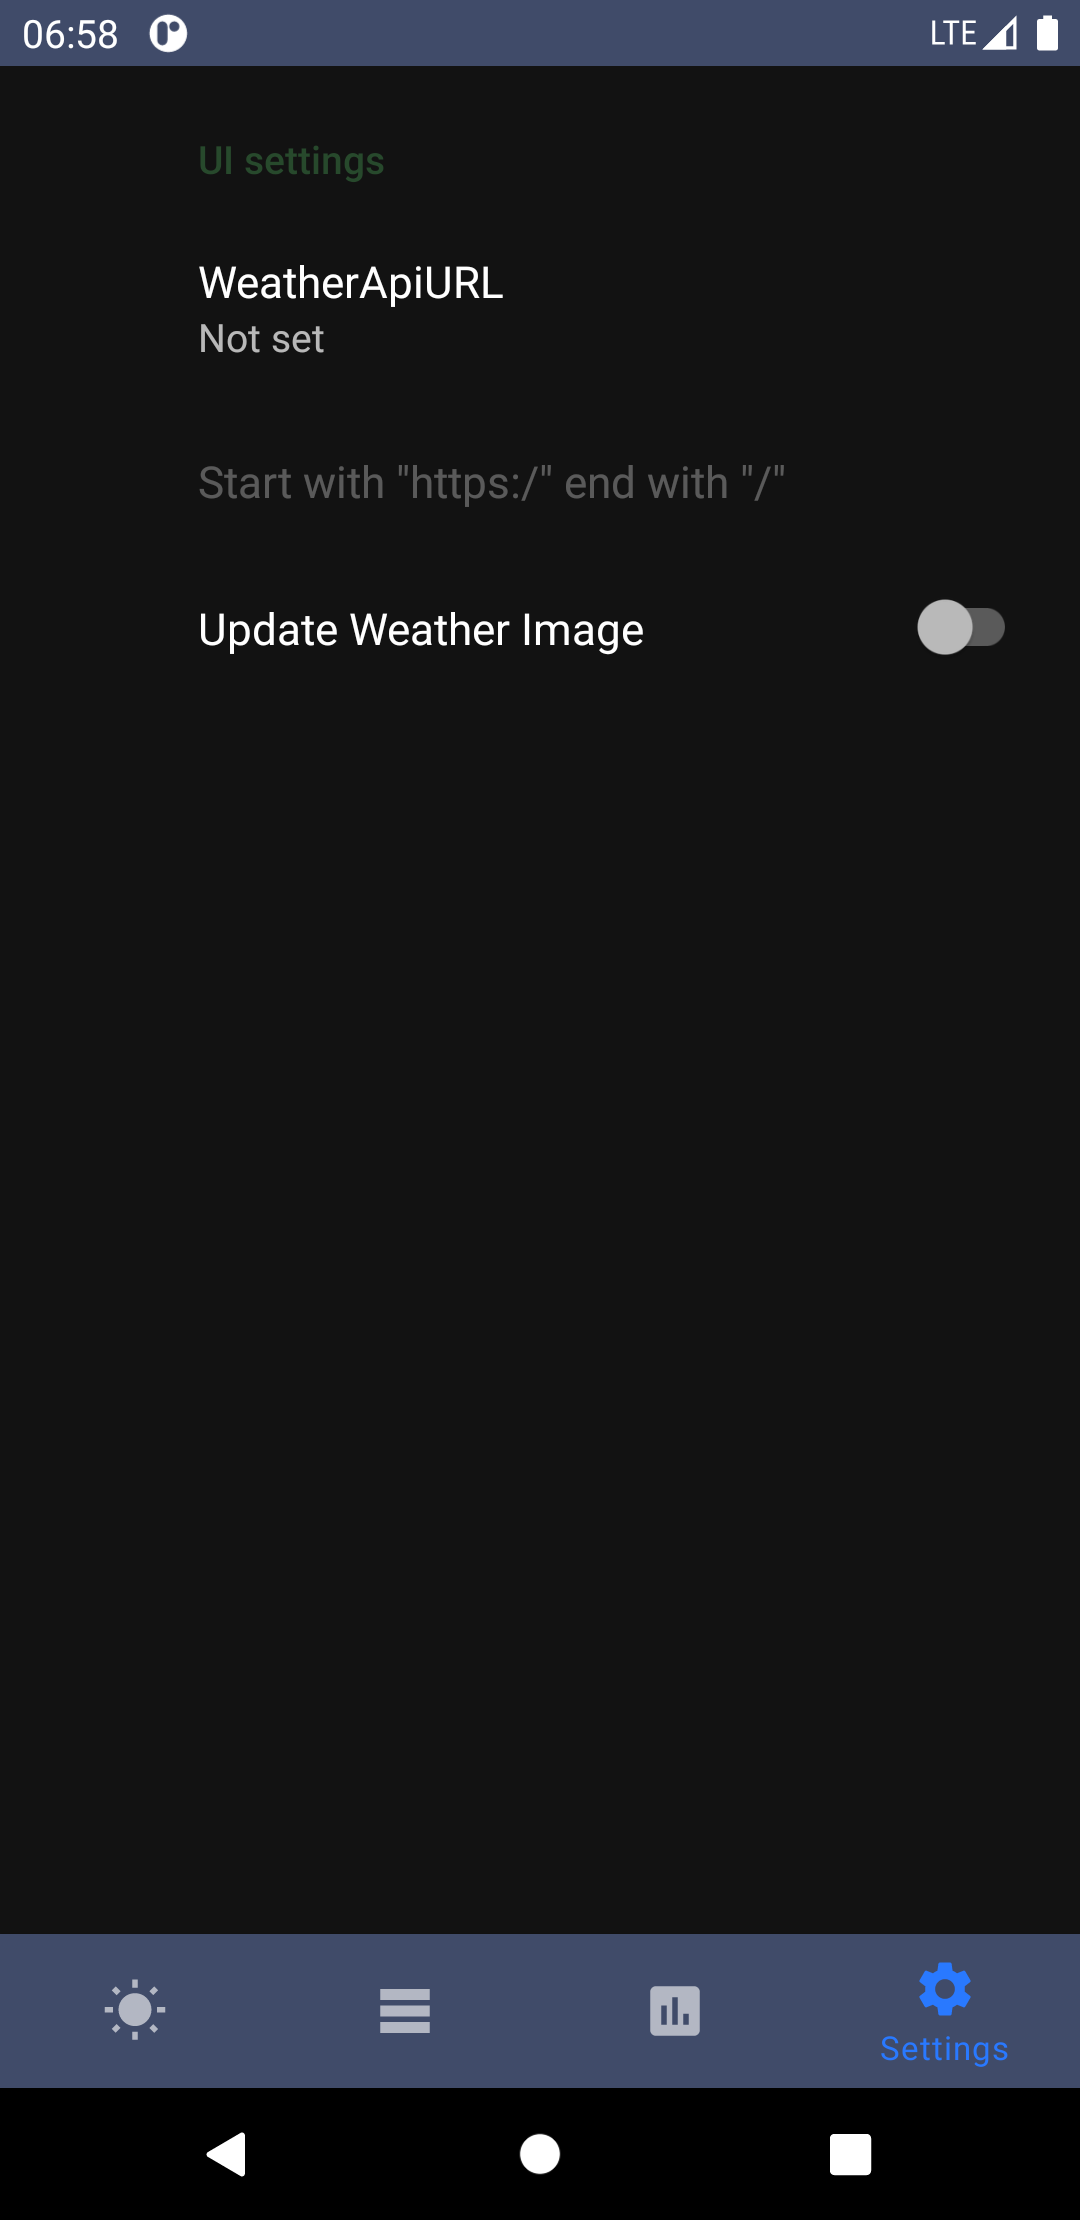 06:58
LTE
UI settings
WeatherApiURL
Not set
Start with "https:/" end with "/"
Update Weather Image
Settings